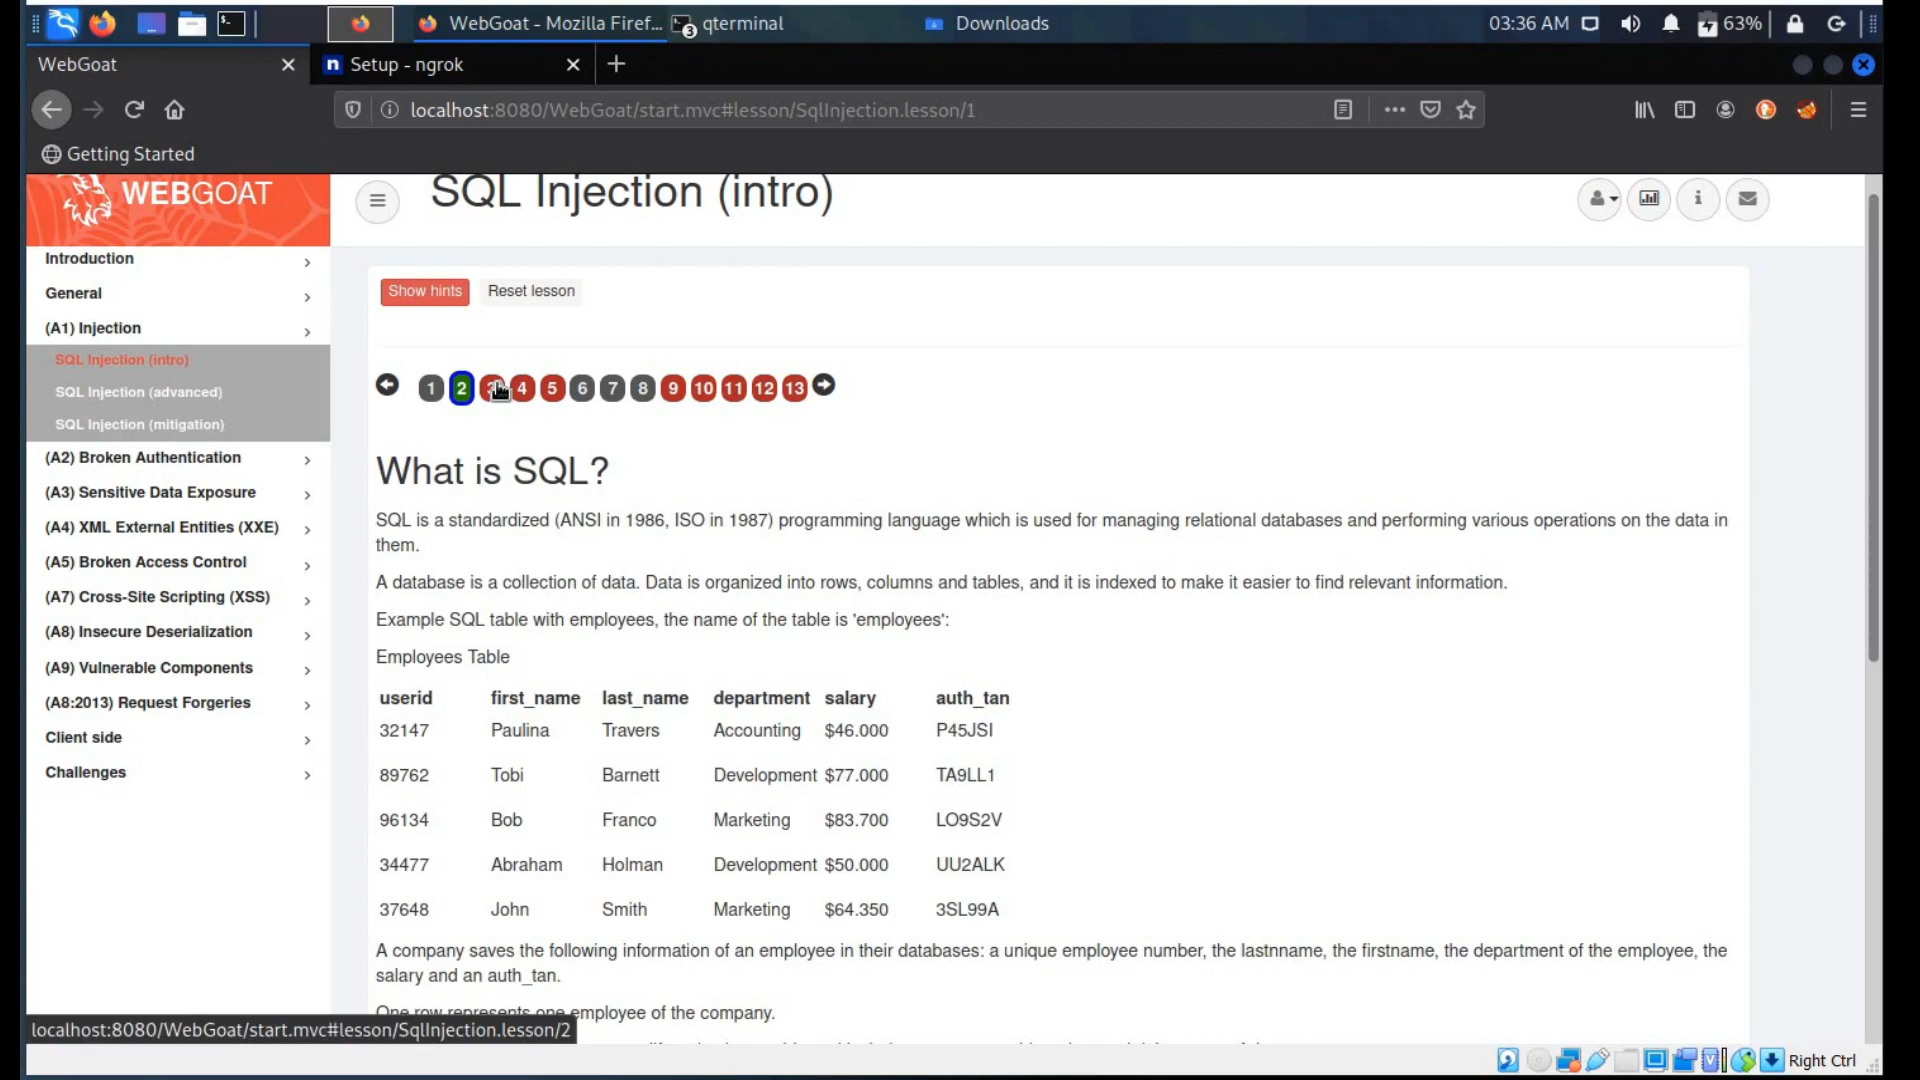 WebGoat - Mozilla Firef...
3
qterminal
Downloads
03:36 AM
63%
WebGoat
n Setup - ngrok
localhost:8080/WebGoat/start.mvc#lesson/SqlInjection.lesson/1
Getting Started
WEBGOAT
SQL Injection (intro)
Introduction
General
(A1) Injection
SQL Injection (intro)
SQL Injection (advanced)
SQL Injection (mitigation)
(A2) Broken Authentication
(A3) Sensitive Data Exposure
(A4) XML External Entities (XXE)
(A5) Broken Access Control
(A7) Cross-Site Scripting (XSS)
(A8) Insecure Deserialization
(A9) Vulnerable Components
(A8:2013) Request Forgeries
Client side
Challenges
Show hints
Reset lesson
1 2 3 4 5 6 7 8 9 10 11 12 13
What is SQL?
SQL is a standardized (ANSI in 1986, ISO in 1987) programming language which is used for managing relational databases and performing various operations on the data in
them.
A database is a collection of data. Data is organized into rows, columns and tables, and it is indexed to make it easier to find relevant information.
Example SQL table with employees, the name of the table is 'employees':
Employees Table
userid first_name last_name department salary auth_tan
32147 Paulina Travers Accounting $46.000 P45JSI
89762 Tobi Barnett Development $77.000 TA9LL1
96134 Bob Franco Marketing $83.700 LO9S2V
34477 Abraham Holman Development $50.000 UU2ALK
37648 John Smith Marketing $64.350 3SL99A
A company saves the following information of an employee in their databases: a unique employee number, the lastnname, the firstname, the department of the employee, the
salary and an auth_tan.
One row represents one employee of the company.
localhost:8080/WebGoat/start.mvc#lesson/SqlInjection.lesson/2
Right Ctrl